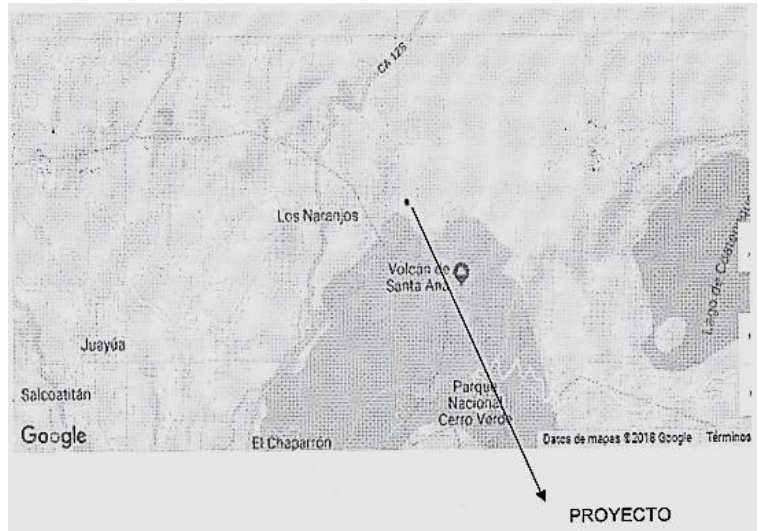 CA 12S
Los Naranjos
Volcán de
Santa Ana
Juayúa
Salcoatitán
Parque
Nacional
Cerro Verde
El Chaparrón
Google
Datos de mapas ©2018 Google
Términos
PROYECTO